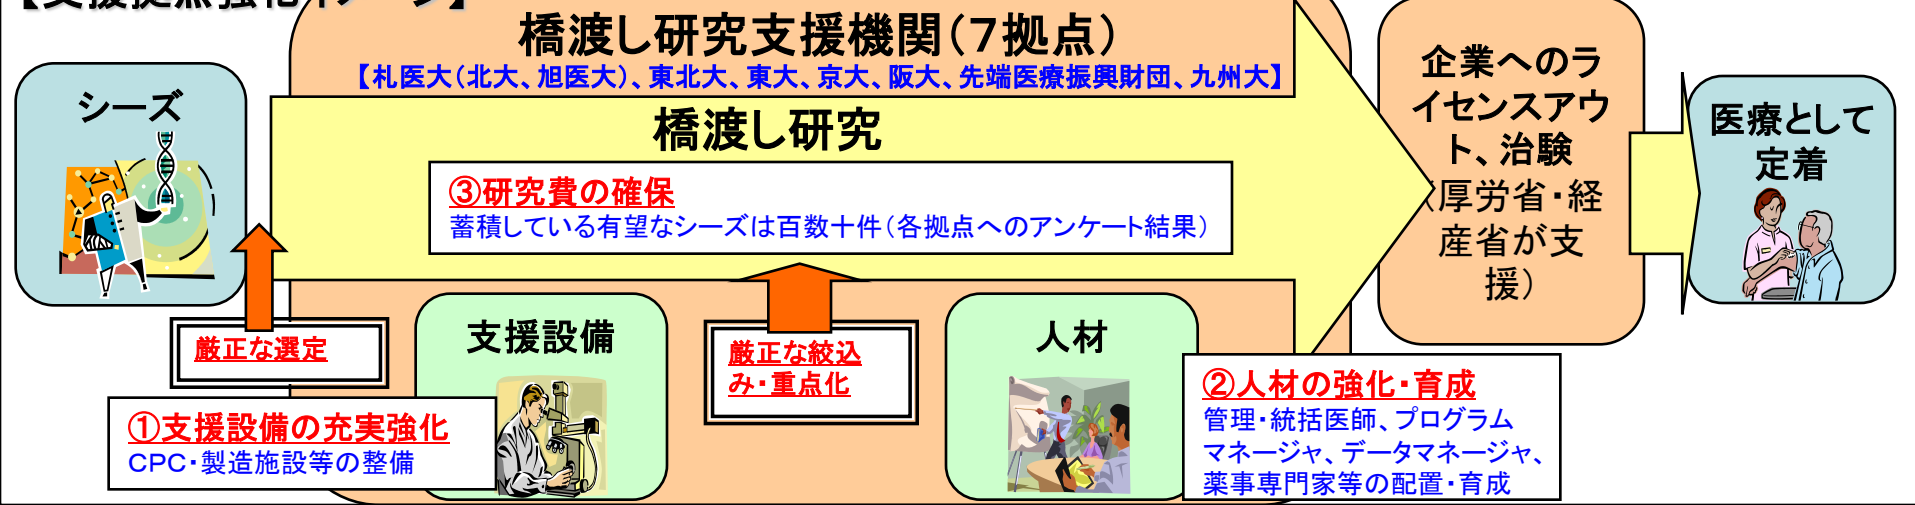 【支援拠点強化イメージ】
橋渡し研究支援機関(7拠点)
【札医大(北大、旭医大)、東北大、東大、京大、阪大、先端医療振興財団、九州大】
シーズ
橋渡し研究
③研究費の確保
蓄積している有望なシーズは百数十件(各拠点へのアンケート結果)
企業へのラ
イセンスアウ
ト、治験
(厚労省・経
産省が支
援)
医療として
定着
厳正な選定
支援設備
厳正な絞込
み・重点化
人材
①支援設備の充実強化
CPC・製造施設等の整備
②人材の強化・育成
管理・統括医師、プログラム
マネージャ、データマネージャ、
薬事専門家等の配置・育成